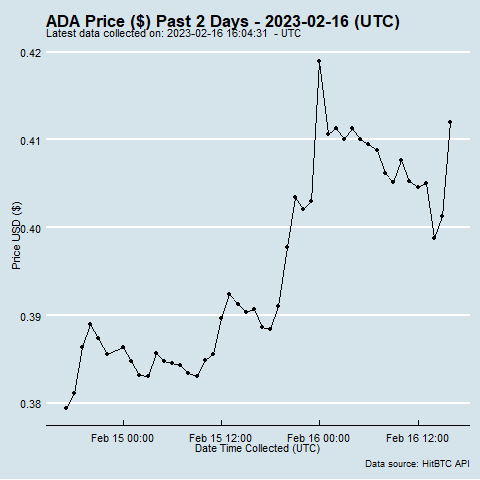 ADA Price ($) Past 2 Days - 2023-02-16 (UTC)
Latest data collected on: 2023-02-16 16:04:31 - UTC
0.42
0.41
0.40
0.39
0.38
Price USD ($)
Feb 15 00:00
Feb 15 12:00
Feb 16 00:00
Feb 16 12:00
Date Time Collected (UTC)
Data source: HitBTC API